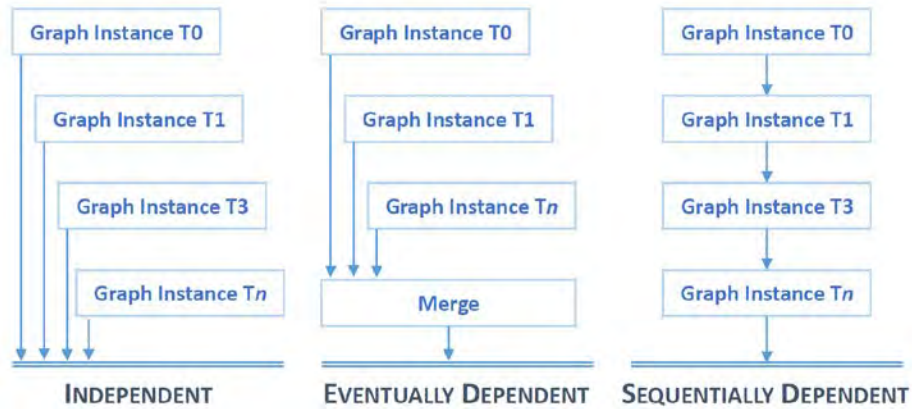 Graph Instance T0
Graph Instance T1
Graph Instance T3
Graph Instance Tn
INDEPENDENT
Graph Instance T0
Graph Instance T1
Graph Instance Tn
Merge
EVENTUALLY DEPENDENT
Graph Instance T0
Graph Instance T1
Graph Instance T3
Graph Instance Tn
SEQUENTIALLY DEPENDENT